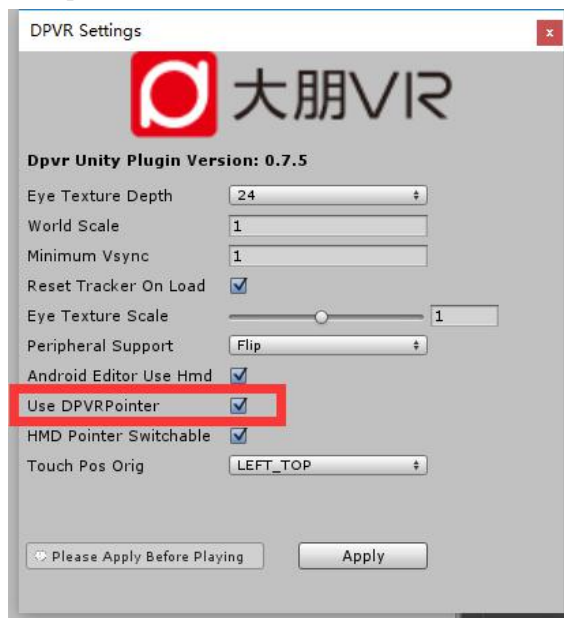 DPVR Settings
x
大朋VR
Dpvr Unity Plugin Version: 0.7.5
Eye Texture Depth 24
World Scale 1
Minimum Vsync 1
Reset Tracker On Load
Eye Texture Scale 1
Peripheral Support Flip
Android Editor Use Hmd
Use DPVRPointer
HMD Pointer Switchable
Touch Pos Orig LEFT_TOP
Please Apply Before Playing Apply